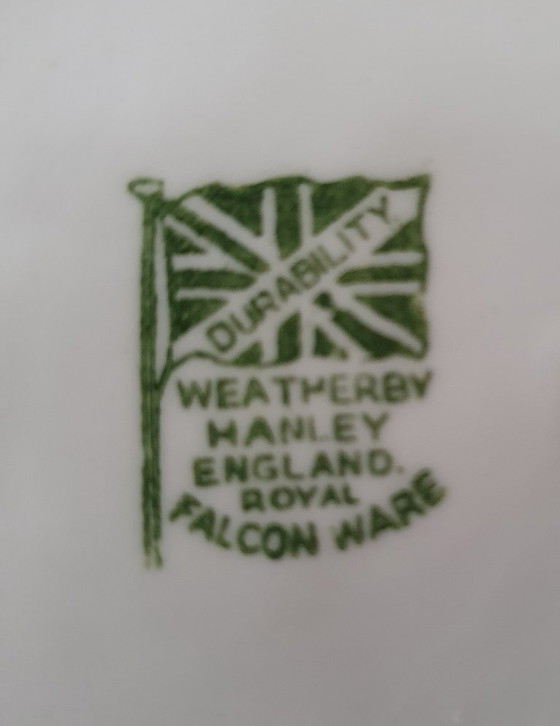 DURABILITY
WEATHERBY
HANLEY
ENGLAND.
ROYAL
FALCON WARE